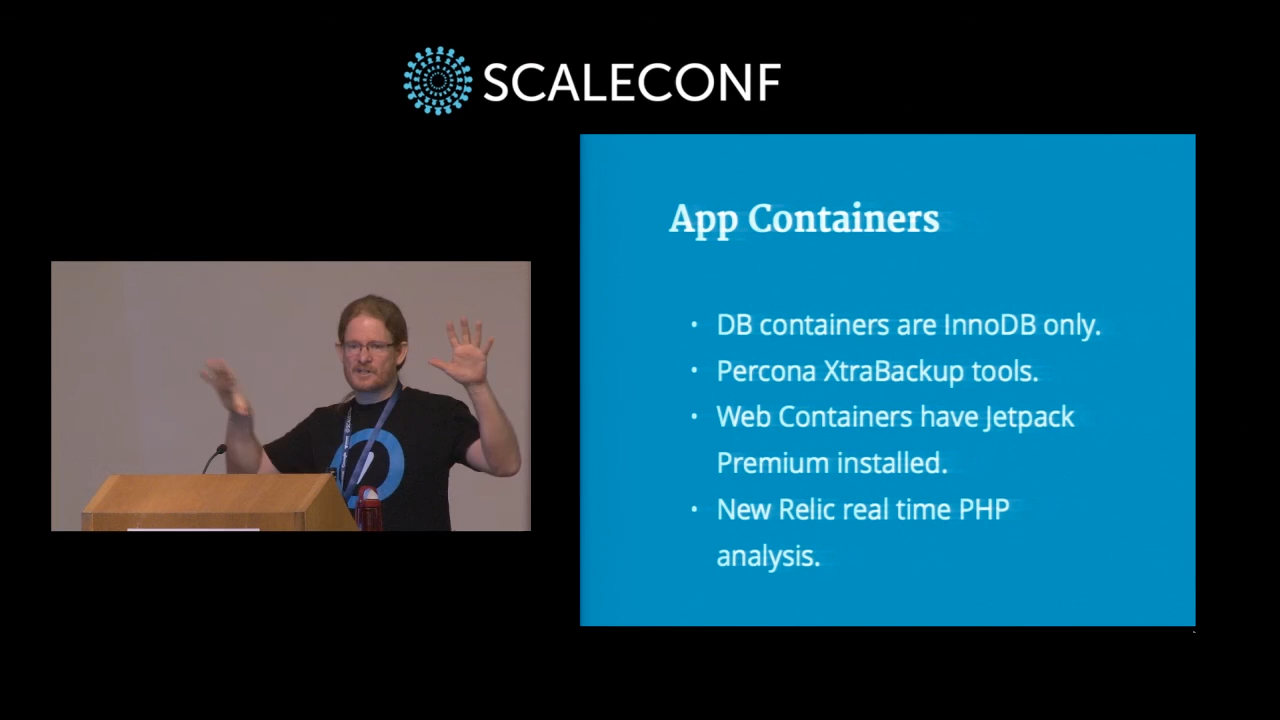 SCALECONF
App Containers
• DB containers are InnoDB only.
• Percona XtraBackup tools.
• Web Containers have Jetpack
Premium installed.
• New Relic real time PHP
analysis.